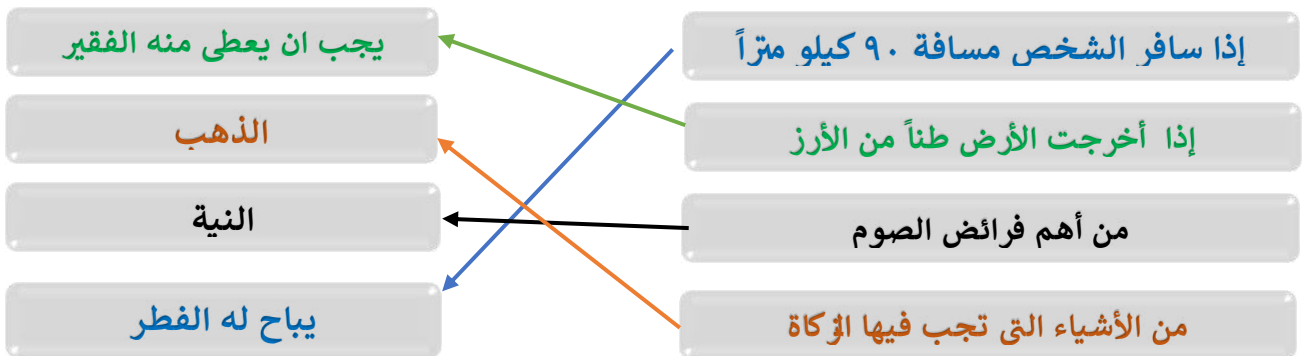 إذا سافر الشخص مسافة ٩٠ كيلو متراً
يجب ان يعطى منه الفقير
إذا أخرجت الأرض طناً من الأرز
الذهب
من أهم فرائض الصوم
النية
من الأشياء التى تجب فيها الزكاة
يباح له الفطر